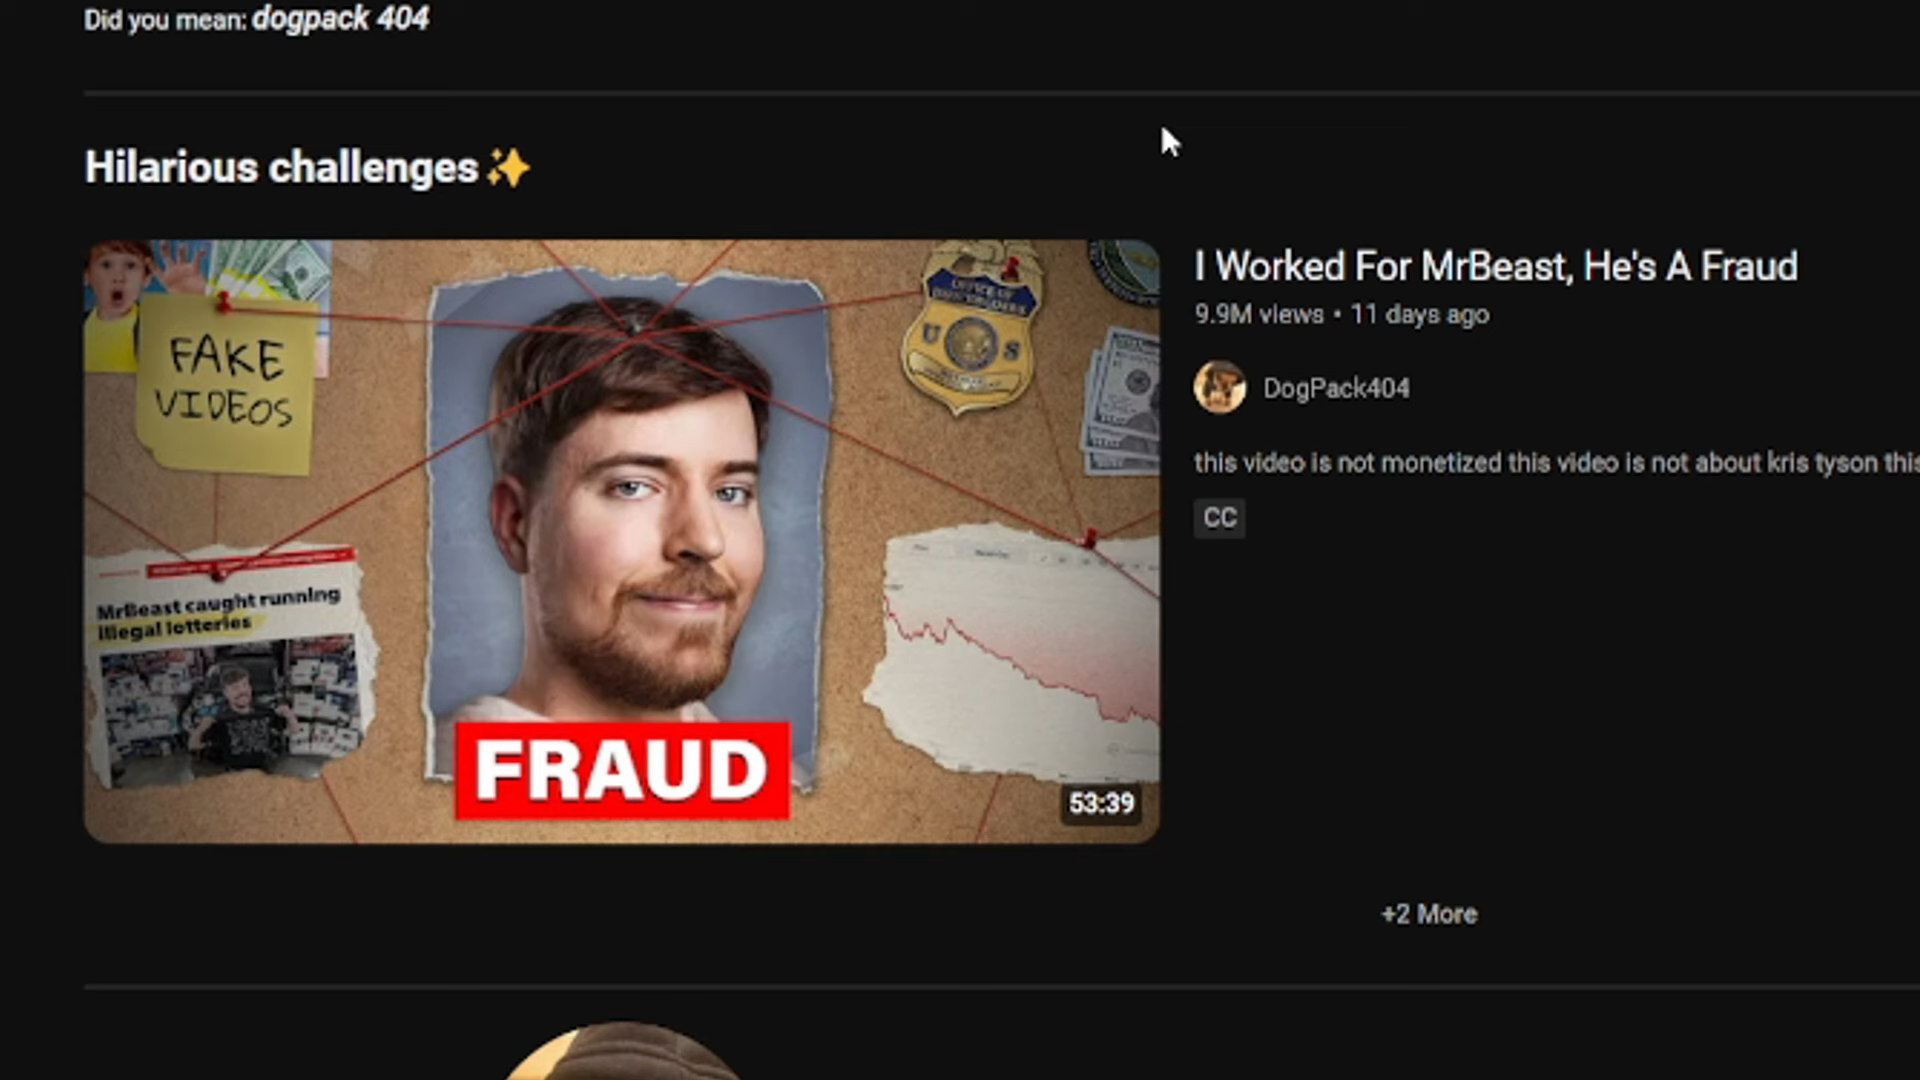 Did you mean: dogpack 404
Hilarious challenges
FAKE
VIDEOS
U S
MrBeast caught running
illegal lotteries
FRAUD
53:39
I Worked For MrBeast, He's A Fraud
9.9M views • 11 days ago
DogPack404
this video is not monetized this video is not about kris tyson this
CC
+2 More